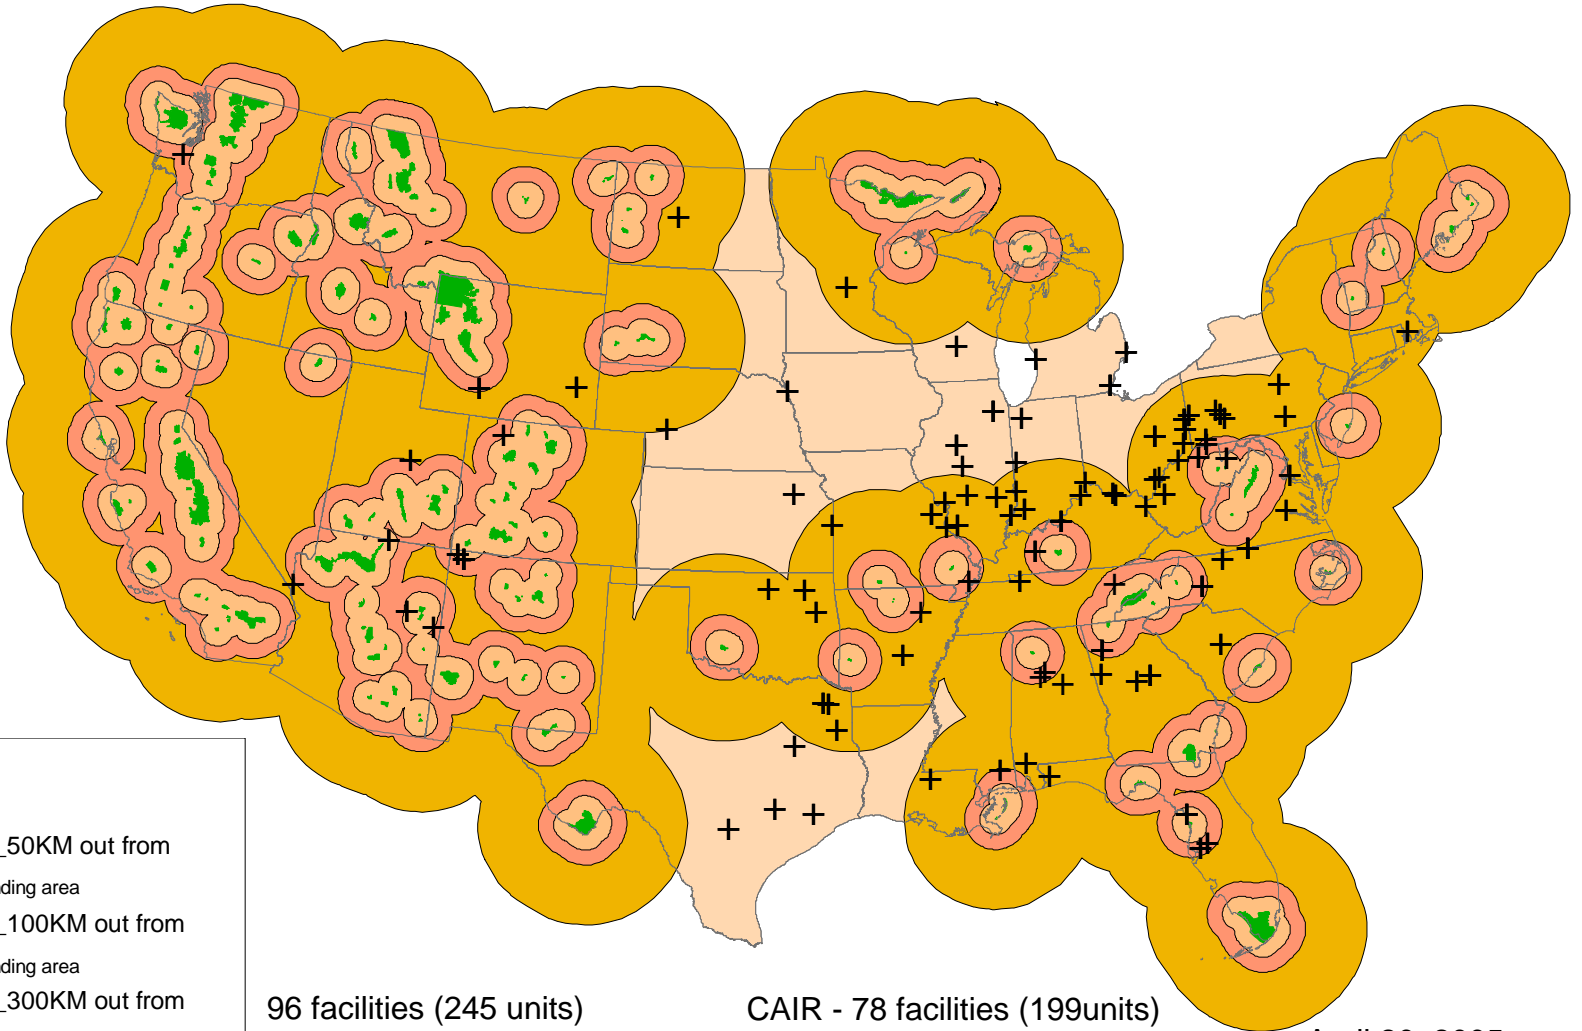 _50KM out from
ding area
_100KM out from
ding area
_300KM out from
96 facilities (245 units)
CAIR - 78 facilities (199units)